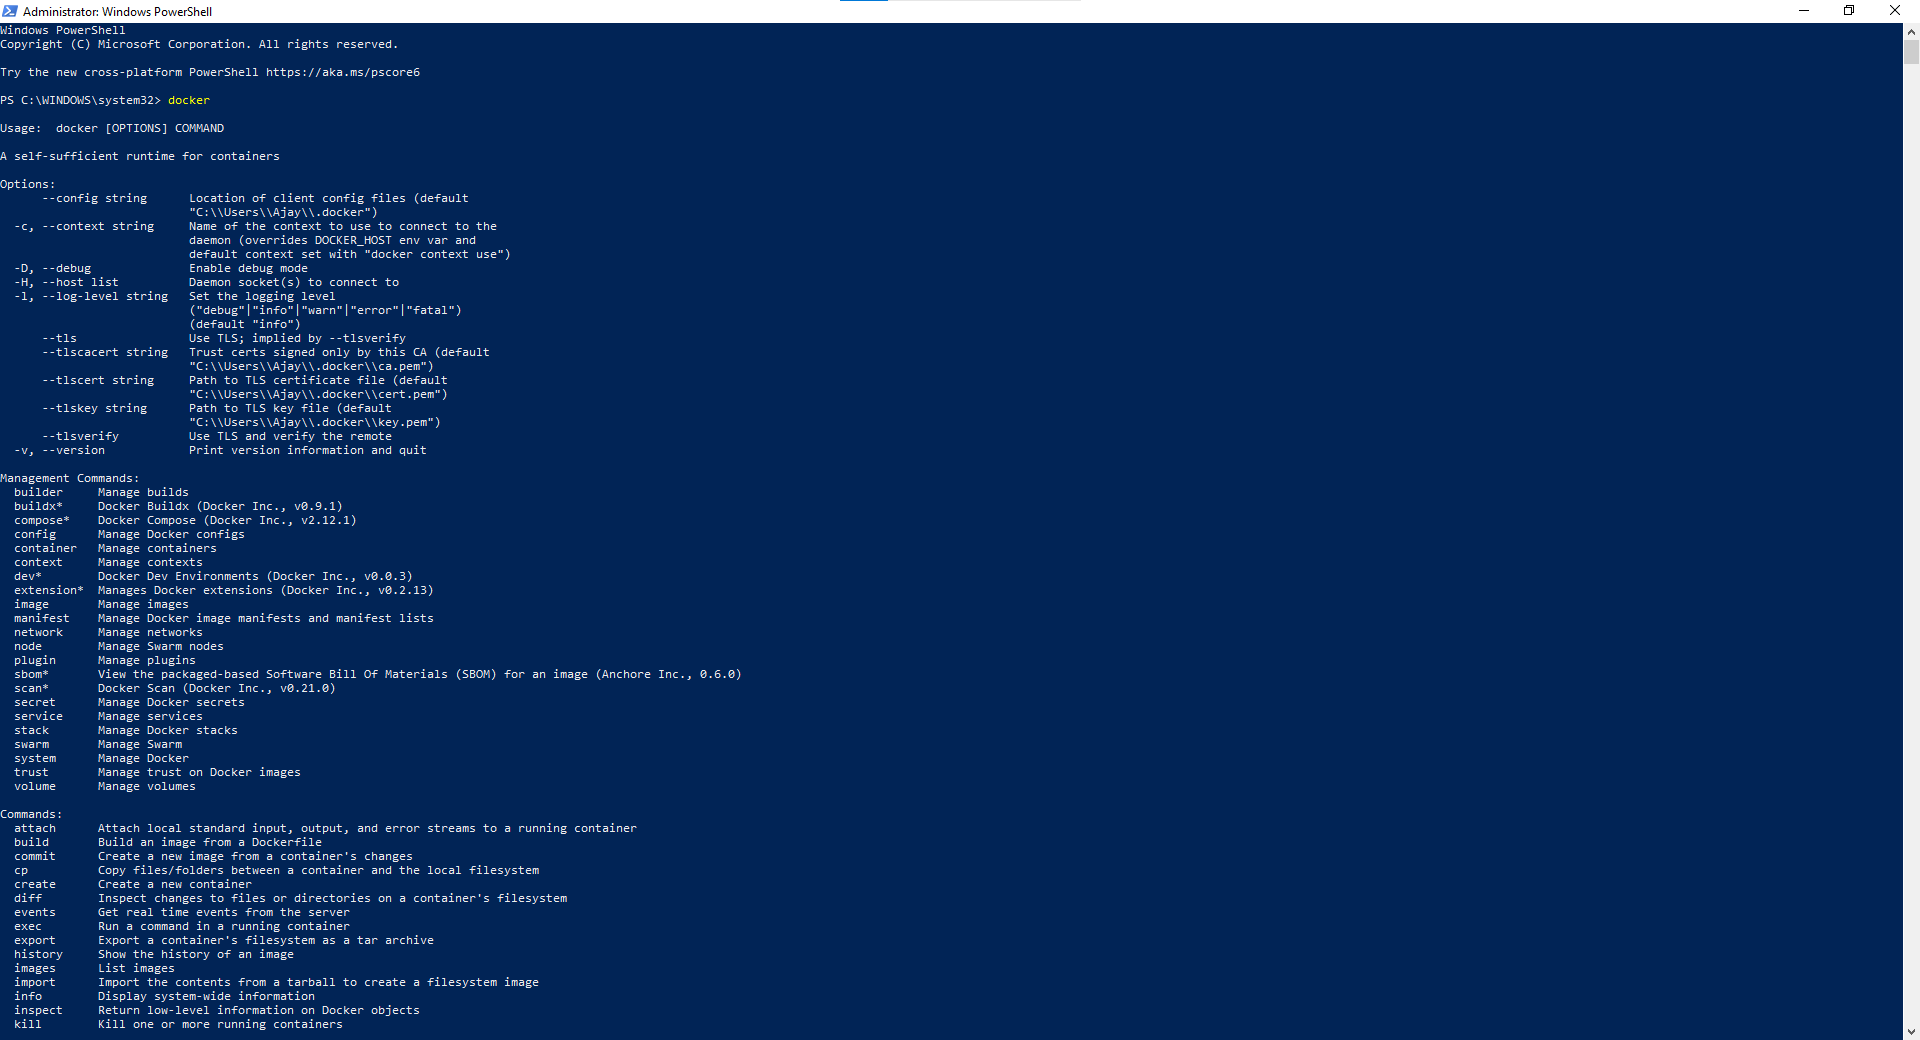 Administrator: Windows PowerShell
Windows PowerShell
Copyright (C) Microsoft Corporation. All rights reserved.
Try the new cross-platform PowerShell https://aka.ms/pscore6
PS C:\WINDOWS\system32> docker
Usage:  docker [OPTIONS] COMMAND
A self-sufficient runtime for containers
Options:
      --config string      Location of client config files (default
                           "C:\\Users\\Ajay\\.docker")
  -c, --context string     Name of the context to use to connect to the
                           daemon (overrides DOCKER_HOST env var and
                           default context set with "docker context use")
  -D, --debug              Enable debug mode
  -H, --host list          Daemon socket(s) to connect to
  -l, --log-level string   Set the logging level
                           ("debug"|"info"|"warn"|"error"|"fatal")
                           (default "info")
      --tls                Use TLS; implied by --tlsverify
      --tlscacert string   Trust certs signed only by this CA (default
                           "C:\\Users\\Ajay\\.docker\\ca.pem")
      --tlscert string     Path to TLS certificate file (default
                           "C:\\Users\\Ajay\\.docker\\cert.pem")
      --tlskey string      Path to TLS key file (default
                           "C:\\Users\\Ajay\\.docker\\key.pem")
      --tlsverify          Use TLS and verify the remote
  -v, --version            Print version information and quit
Management Commands:
  builder     Manage builds
  buildx*     Docker Buildx (Docker Inc., v0.9.1)
  compose*    Docker Compose (Docker Inc., v2.12.1)
  config      Manage Docker configs
  container   Manage containers
  context     Manage contexts
  dev*        Docker Dev Environments (Docker Inc., v0.0.3)
  extension*  Manages Docker extensions (Docker Inc., v0.2.13)
  image       Manage images
  manifest    Manage Docker image manifests and manifest lists
  network     Manage networks
  node        Manage Swarm nodes
  plugin      Manage plugins
  sbom*       View the packaged-based Software Bill Of Materials (SBOM) for an image (Anchore Inc., 0.6.0)
  scan*       Docker Scan (Docker Inc., v0.21.0)
  secret      Manage Docker secrets
  service     Manage services
  stack       Manage Docker stacks
  swarm       Manage Swarm
  system      Manage Docker
  trust       Manage trust on Docker images
  volume      Manage volumes
Commands:
  attach      Attach local standard input, output, and error streams to a running container
  build       Build an image from a Dockerfile
  commit      Create a new image from a container's changes
  cp          Copy files/folders between a container and the local filesystem
  create      Create a new container
  diff        Inspect changes to files or directories on a container's filesystem
  events      Get real time events from the server
  exec        Run a command in a running container
  export      Export a container's filesystem as a tar archive
  history     Show the history of an image
  images      List images
  import      Import the contents from a tarball to create a filesystem image
  info        Display system-wide information
  inspect     Return low-level information on Docker objects
  kill        Kill one or more running containers